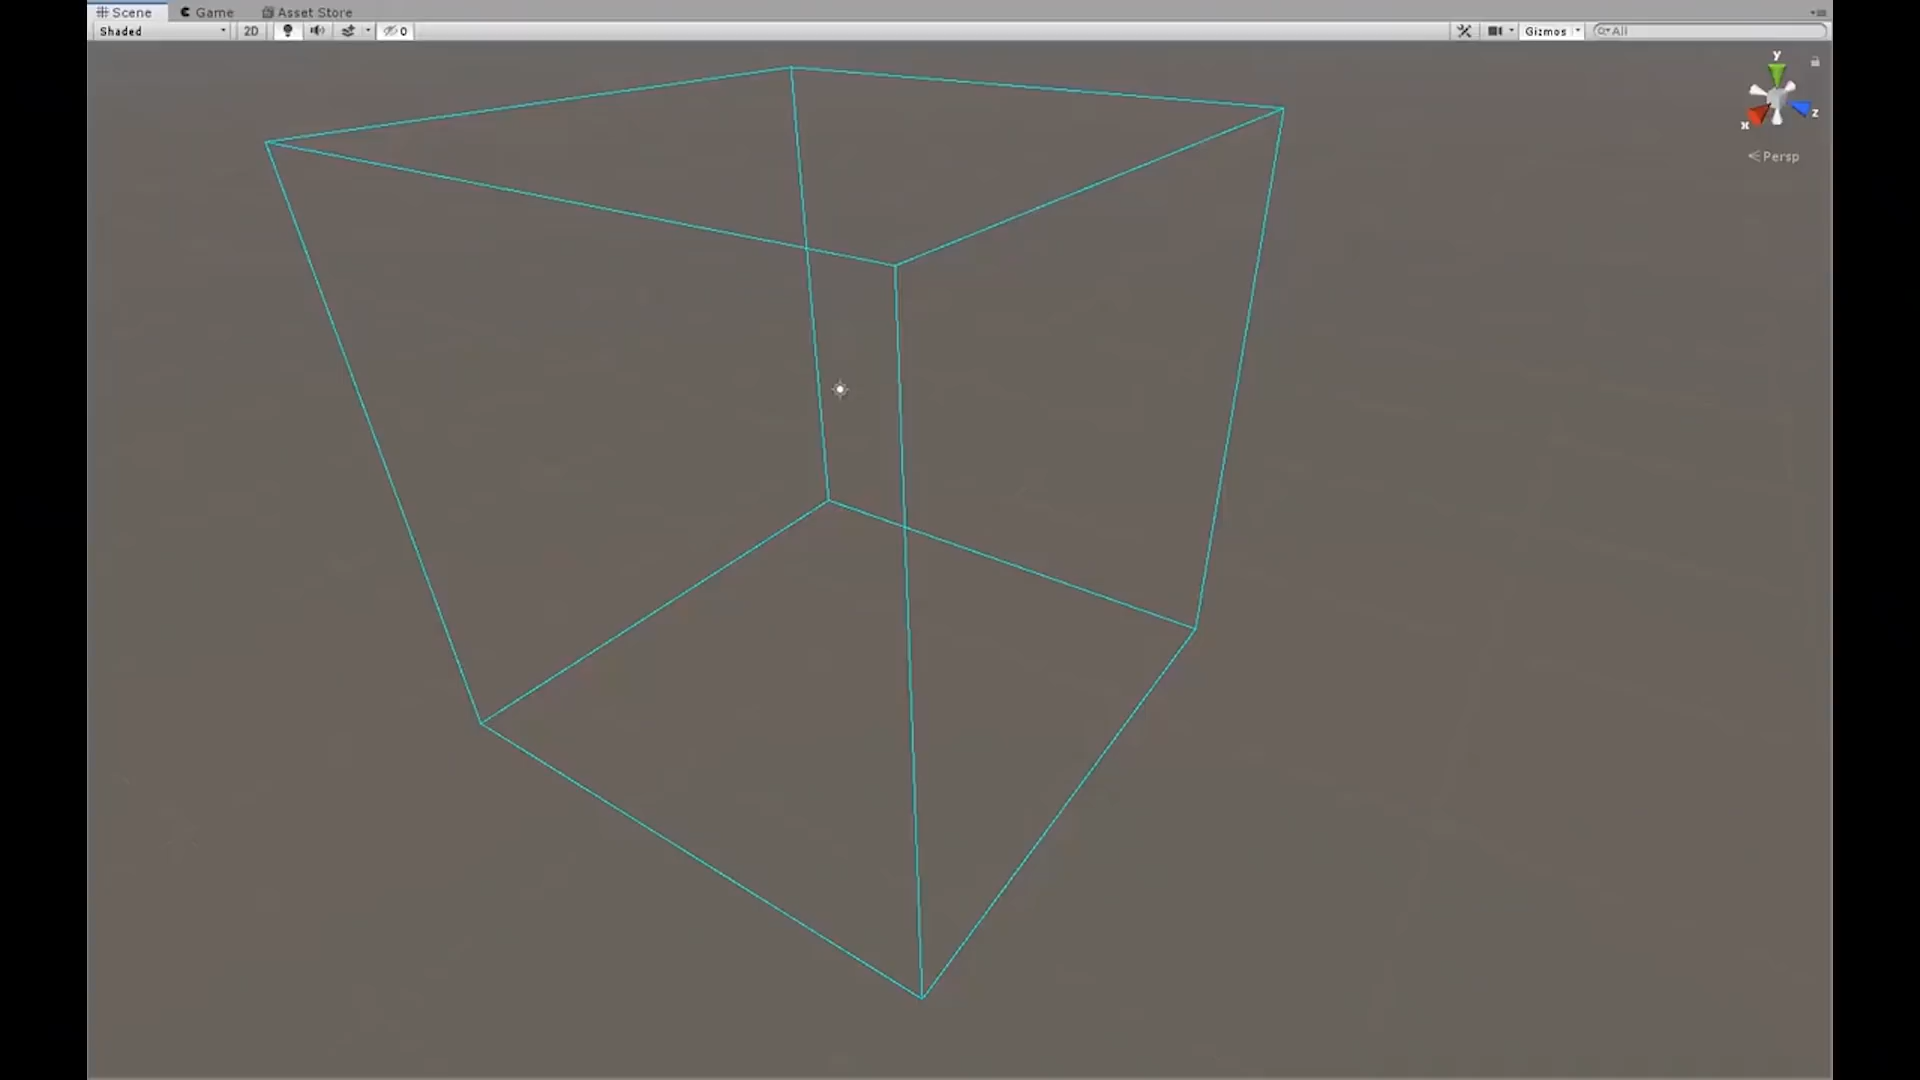 Scene Game Asset Store
Shaded 2D 0 Gizmos All
y
x z
Persp